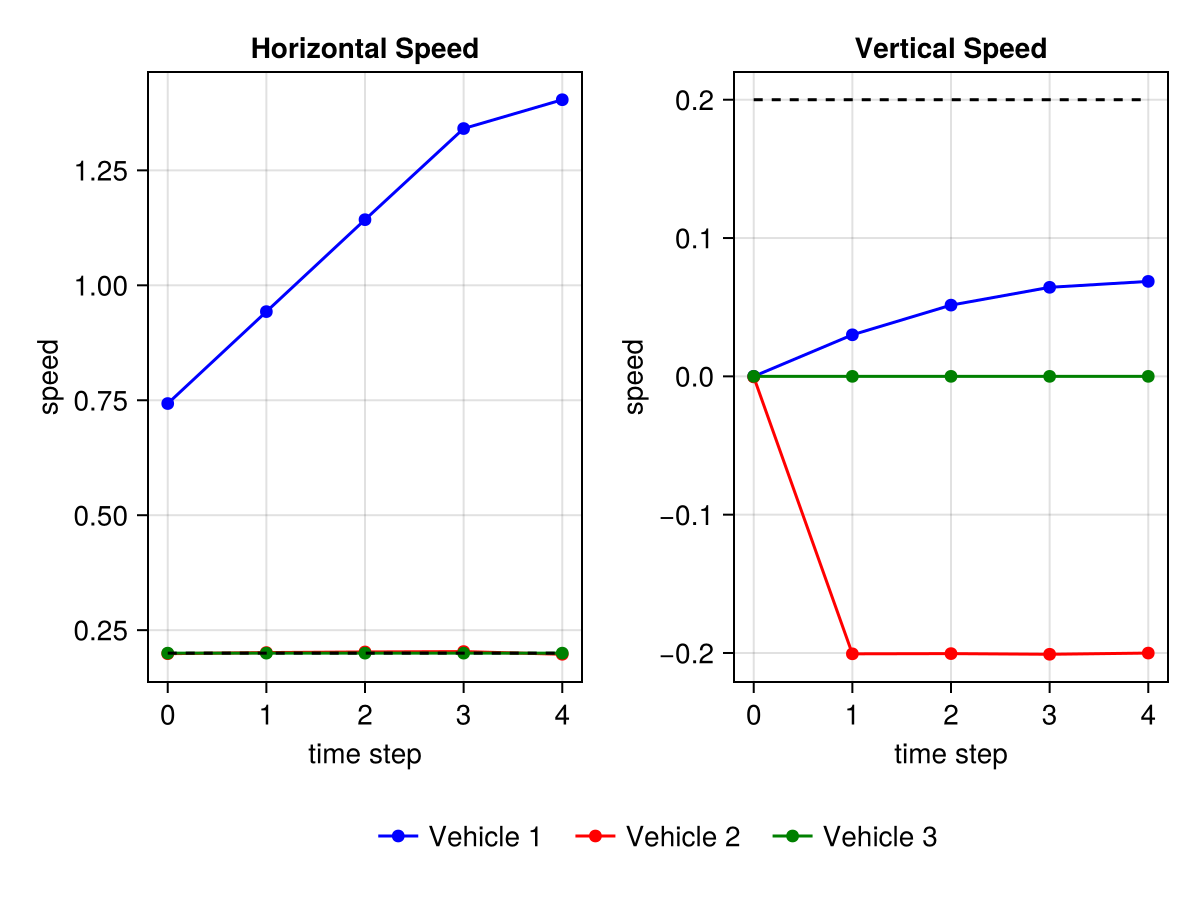 Horizontal Speed
1.25
1.00
0.75
0.50
0.25
speed
0 1 2 3 4
time step
Vertical Speed
0.2
0.1
0.0
−0.1
−0.2
speed
0 1 2 3 4
time step
Vehicle 1 Vehicle 2 Vehicle 3